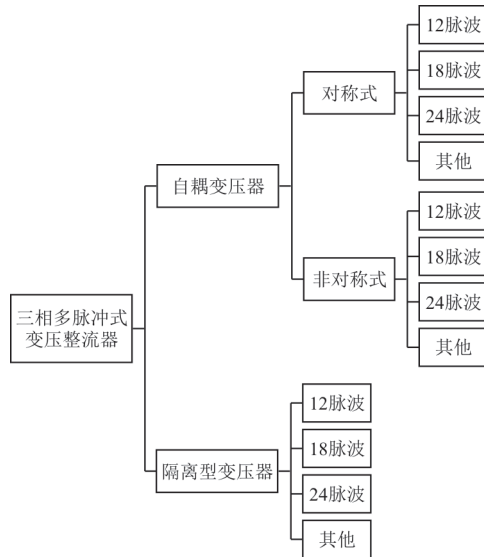 三相多脉冲式
变压整流器
自耦变压器
对称式
12脉波
18脉波
24脉波
其他
非对称式
12脉波
18脉波
24脉波
其他
隔离型变压器
12脉波
18脉波
24脉波
其他